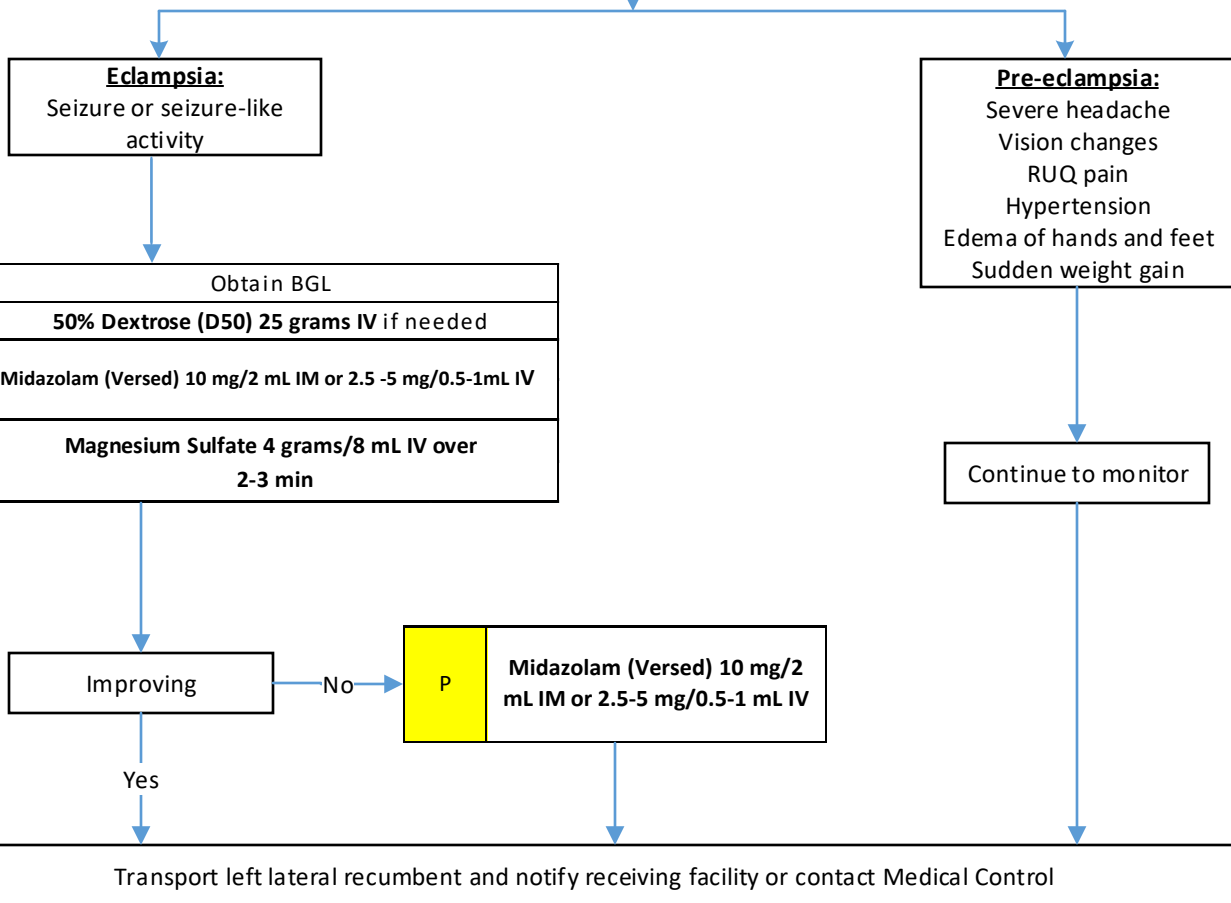 Eclampsia:
Seizure or seizure-like
activity
Pre-eclampsia:
Severe headache
Vision changes
RUQ pain
Hypertension
Edema of hands and feet
Sudden weight gain
Obtain BGL
50% Dextrose (D50) 25 grams IV if needed
Midazolam (Versed) 10 mg/2 mL IM or 2.5 -5 mg/0.5-1mL IV
Magnesium Sulfate 4 grams/8 mL IV over
2-3 min
Continue to monitor
Improving
No
P
Midazolam (Versed) 10 mg/2
mL IM or 2.5-5 mg/0.5-1 mL IV
Yes
Transport left lateral recumbent and notify receiving facility or contact Medical Control